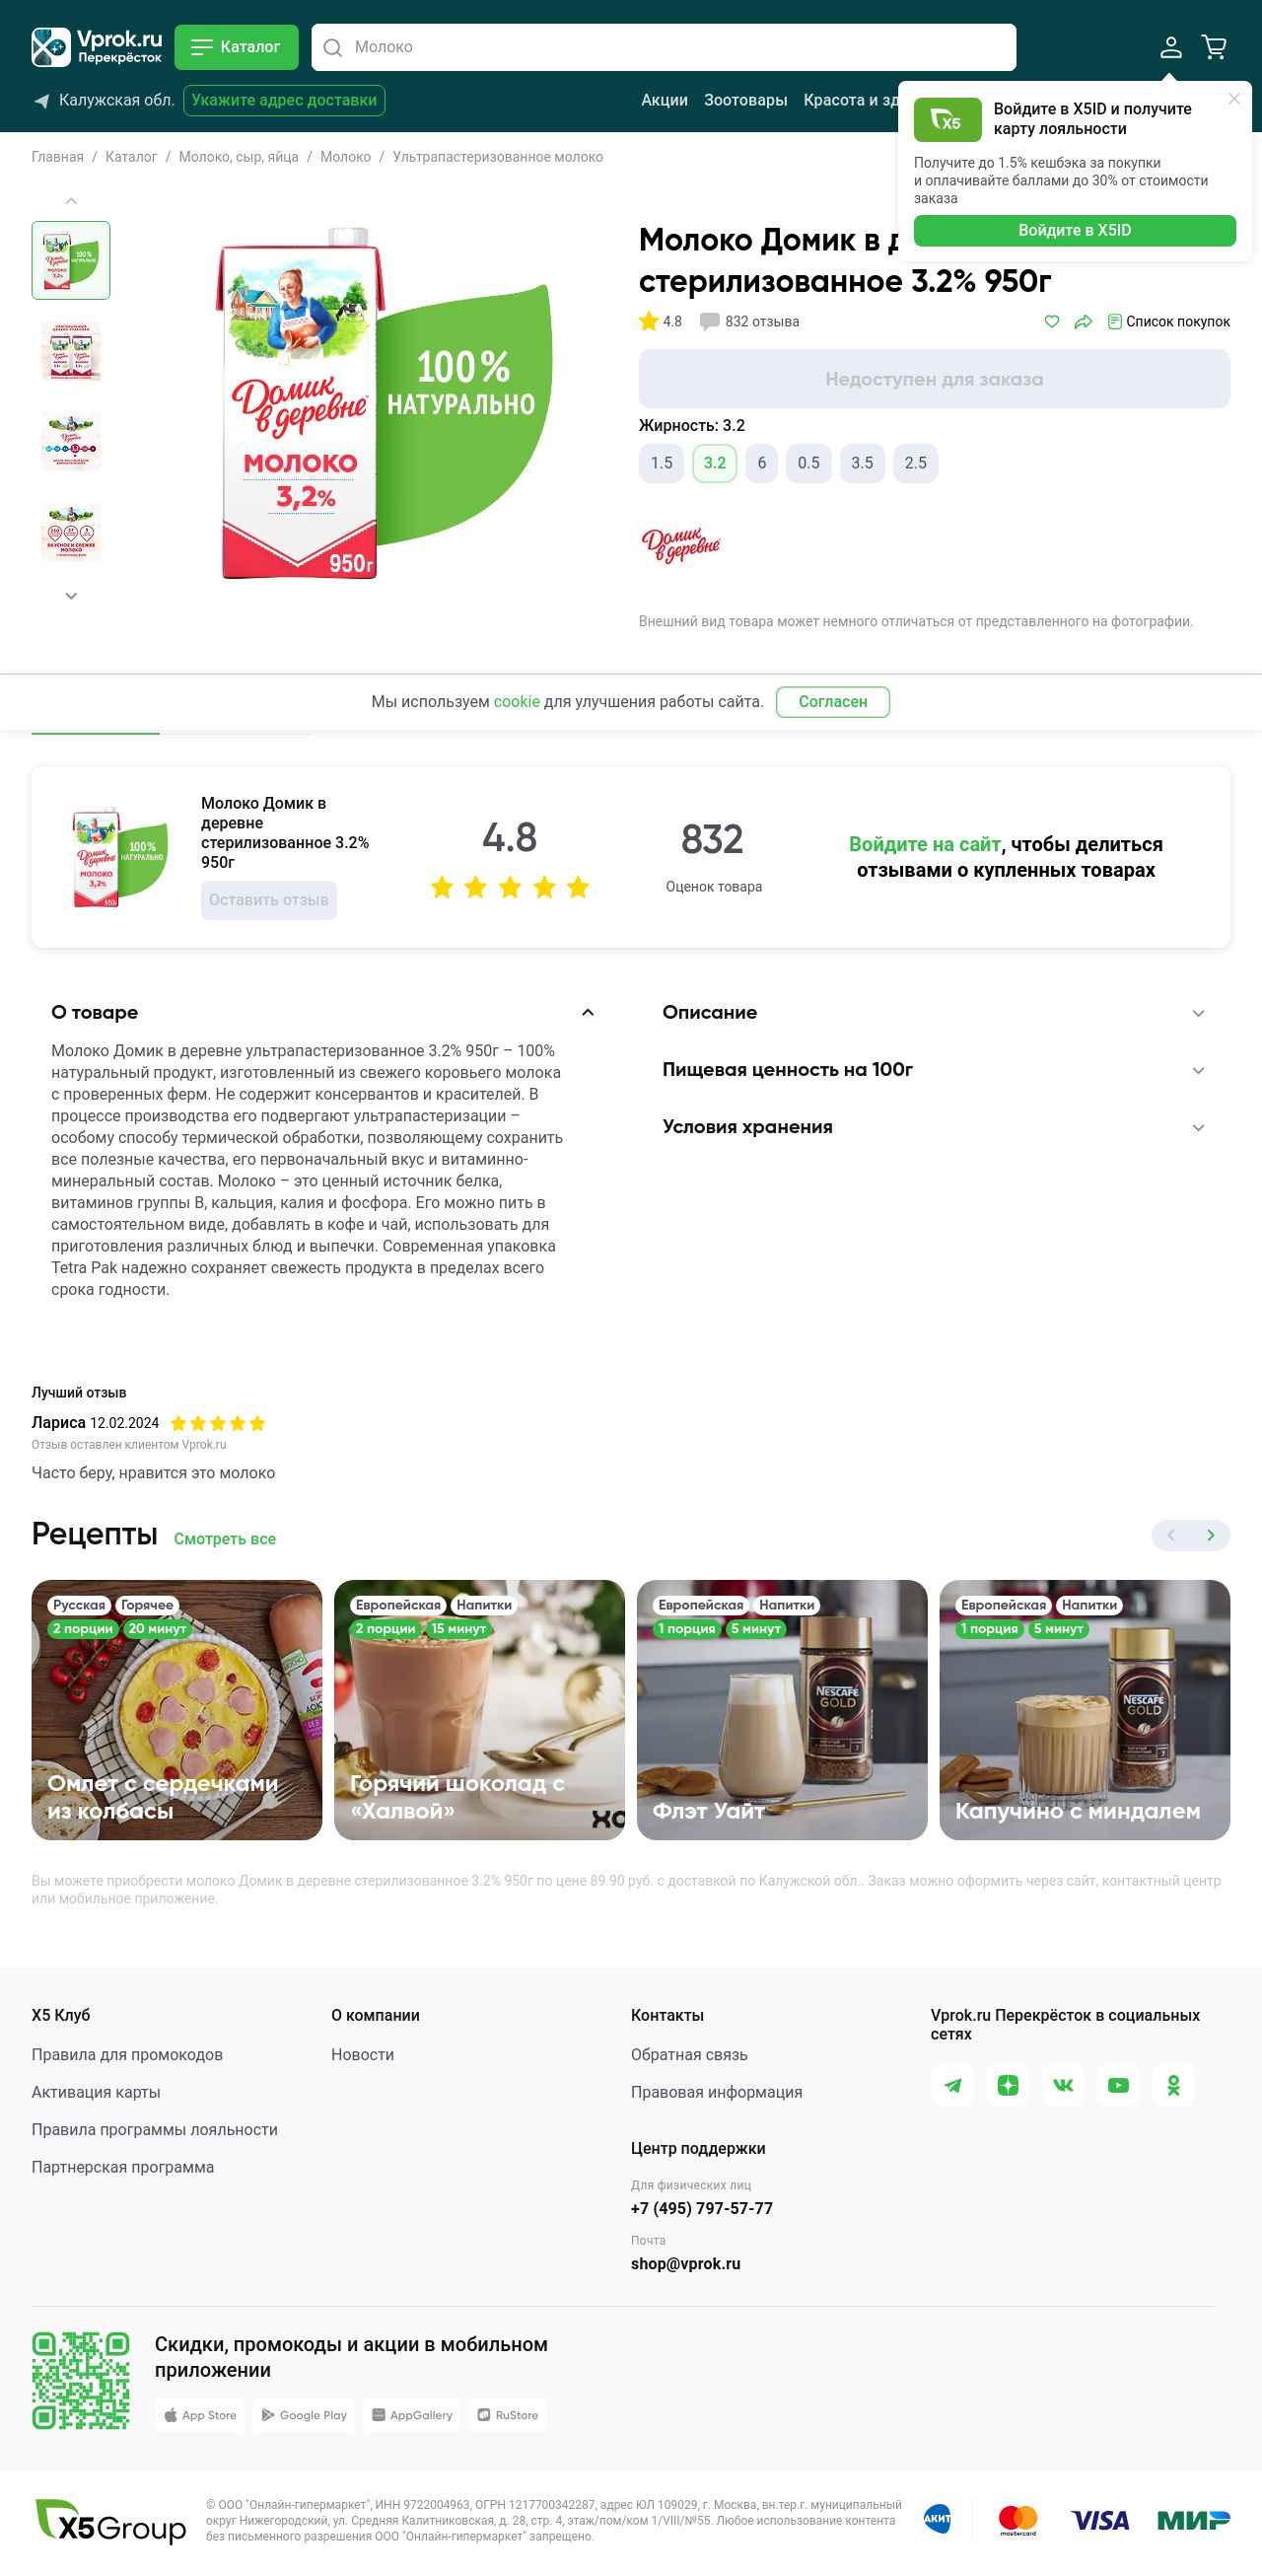 Vprok.ru
Перекрёсток
Каталог
Молоко
Калужская обл.
Укажите адрес доставки
Акции
Зоотовары
Красота и зд
Войдите в X5ID и получите
карту лояльности
Получите до 1.5% кешбэка за покупки
и оплачивайте баллами до 30% от стоимости
заказа
Войдите в X5ID
Главная / Каталог / Молоко, сыр, яйца / Молоко / Ультрапастеризованное молоко
Домик
в деревне
МОЛОКО
3,2%
950г
100%
НАТУРАЛЬНО
Молоко Домик в д
стерилизованное 3.2% 950г
4.8
832 отзыва
Список покупок
Недоступен для заказа
Жирность: 3.2
1.5
3.2
6
0.5
3.5
2.5
Домик
в деревне
Внешний вид товара может немного отличаться от представленного на фотографии.
Мы используем cookie для улучшения работы сайта.
Согласен
Молоко Домик в
деревне
стерилизованное 3.2%
950г
Оставить отзыв
4.8
832
Оценок товара
Войдите на сайт, чтобы делиться
отзывами о купленных товарах
О товаре
Молоко Домик в деревне ультрапастеризованное 3.2% 950г – 100%
натуральный продукт, изготовленный из свежего коровьего молока
с проверенных ферм. Не содержит консервантов и красителей. В
процессе производства его подвергают ультрапастеризации –
особому способу термической обработки, позволяющему сохранить
все полезные качества, его первоначальный вкус и витаминно-
минеральный состав. Молоко – это ценный источник белка,
витаминов группы B, кальция, калия и фосфора. Его можно пить в
самостоятельном виде, добавлять в кофе и чай, использовать для
приготовления различных блюд и выпечки. Современная упаковка
Tetra Pak надежно сохраняет свежесть продукта в пределах всего
срока годности.
Описание
Пищевая ценность на 100г
Условия хранения
Лучший отзыв
Лариса 12.02.2024
Отзыв оставлен клиентом Vprok.ru
Часто беру, нравится это молоко
Рецепты
Смотреть все
Русская
Горячее
2 порции
20 минут
Омлет с сердечками
из колбасы
Европейская
Напитки
2 порции
15 минут
Горячий шоколад с
«Халвой»
Европейская
Напитки
1 порция
5 минут
NESCAFÉ
GOLD
Флэт Уайт
Европейская
Напитки
1 порция
5 минут
NESCAFÉ
GOLD
Капучино с миндалем
Вы можете приобрести молоко Домик в деревне стерилизованное 3.2% 950г по цене 89.90 руб. с доставкой по Калужской обл.. Заказ можно оформить через сайт, контактный центр
или мобильное приложение.
X5 Клуб
Правила для промокодов
Активация карты
Правила программы лояльности
Партнерская программа
О компании
Новости
Контакты
Обратная связь
Правовая информация
Центр поддержки
Для физических лиц
+7 (495) 797-57-77
Почта
shop@vprok.ru
Vprok.ru Перекрёсток в социальных
сетях
Скидки, промокоды и акции в мобильном
приложении
App Store
Google Play
AppGallery
RuStore
X5Group
© ООО "Онлайн-гипермаркет", ИНН 9722004963, ОГРН 1217700342287, адрес ЮЛ 109029, г. Москва, вн.тер.г. муниципальный
округ Нижегородский, ул. Средняя Калитниковская, д. 28, стр. 4, этаж/пом/ком 1/VIII/№55. Любое использование контента
без письменного разрешения ООО "Онлайн-гипермаркет" запрещено.
АКИТ
mastercard
VISA
МИР